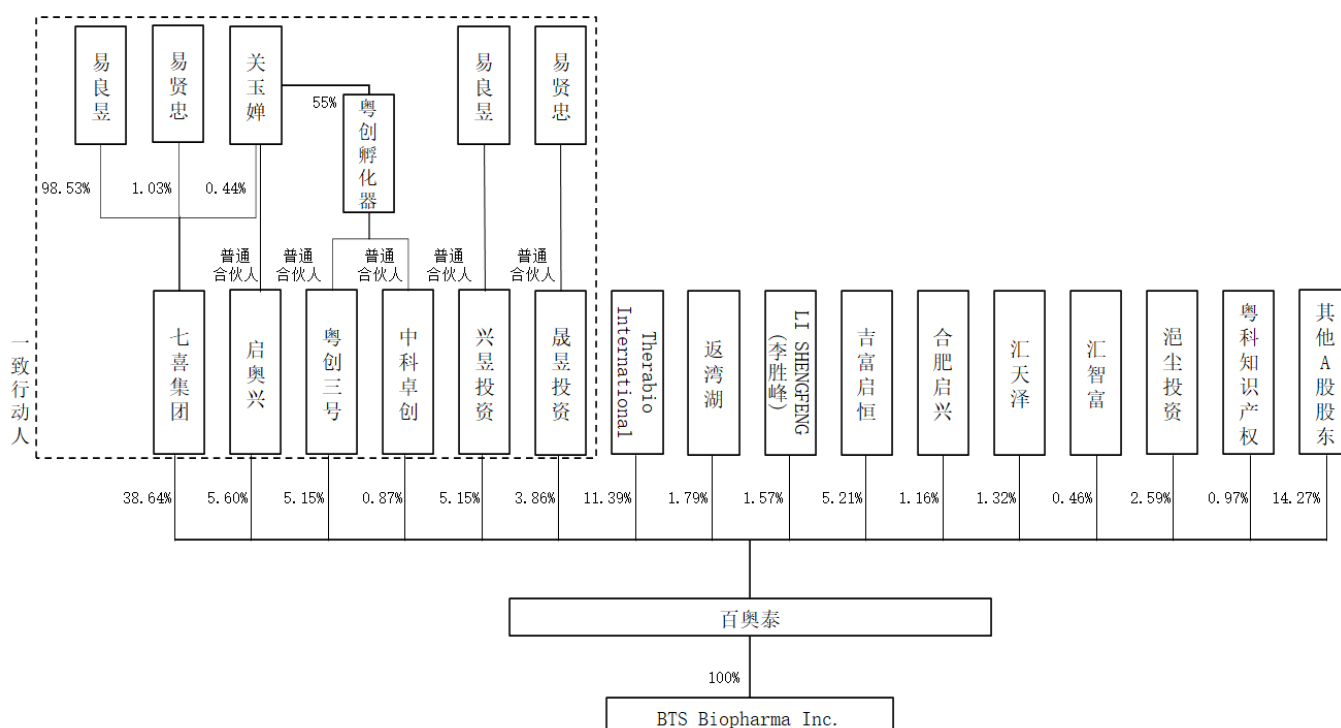 易良昱
易贤忠
关玉婵
易良昱
易贤忠
55%
粤创孵化器
98.53%
1.03%
0.44%
普通
合伙人
普通
合伙人
普通
合伙人
普通
合伙人
普通
合伙人
一致行动人
七喜集团
启奥兴
粤创三号
中科卓创
兴昱投资
晟昱投资
Therabio
International
返湾湖
LI SHENGFENG
(李胜峰)
吉富启恒
合肥启兴
汇天泽
汇智富
浥尘投资
粤科知识产权
其他A股股东
38.64%
5.60%
5.15%
0.87%
5.15%
3.86%
11.39%
1.79%
1.57%
5.21%
1.16%
1.32%
0.46%
2.59%
0.97%
14.27%
百奥泰
100%
BTS Biopharma Inc.